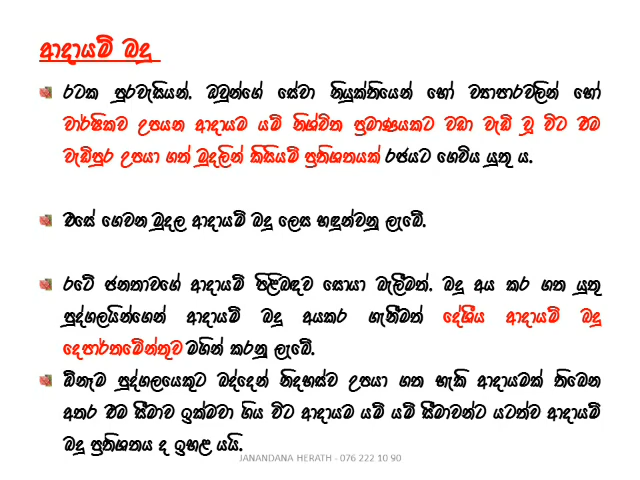 ආදායම් බදු
රටක පුරවැසියන්. ඔවුන්ගේ සේවා නියුක්තියෙන් හෝ ව්‍යාපාරවලින් හෝ
වාර්ෂිකව උපයන ආදායම යම් නිශ්චිත ප්‍රමාණයකට වඩා වැඩි වූ විට එම
වැඩිපුර උපයා ගත් මුදලින් කිසියම් ප්‍රතිශතයක් රජයට ගෙවිය යුතු ය.
එසේ ගෙවන මුදල ආදායම් බදු ලෙස හඳුන්වනු ලැබේ.
රටේ ජනතාවගේ ආදායම් පිළිබඳව සොයා බැලීමත්. බදු අය කර ගත යුතු
පුද්ගලයින්ගෙන් ආදායම් බදු අයකර ගැනීමත් දේශීය ආදායම් බදු
දෙපාර්තමේන්තුව මගින් කරනු ලැබේ.
ඕනෑම පුද්ගලයෙකුට බද්දෙන් නිදහස්ව උපයා ගත හැකි ආදායමක් තිබෙන
අතර එම සීමාව ඉක්මවා ගිය විට ආදායම යම් යම් සීමාවන්ට යටත්ව ආදායම්
බදු ප්‍රතිශතය ද ඉහළ යයි.
JANANDANA HERATH - 076 222 10 90